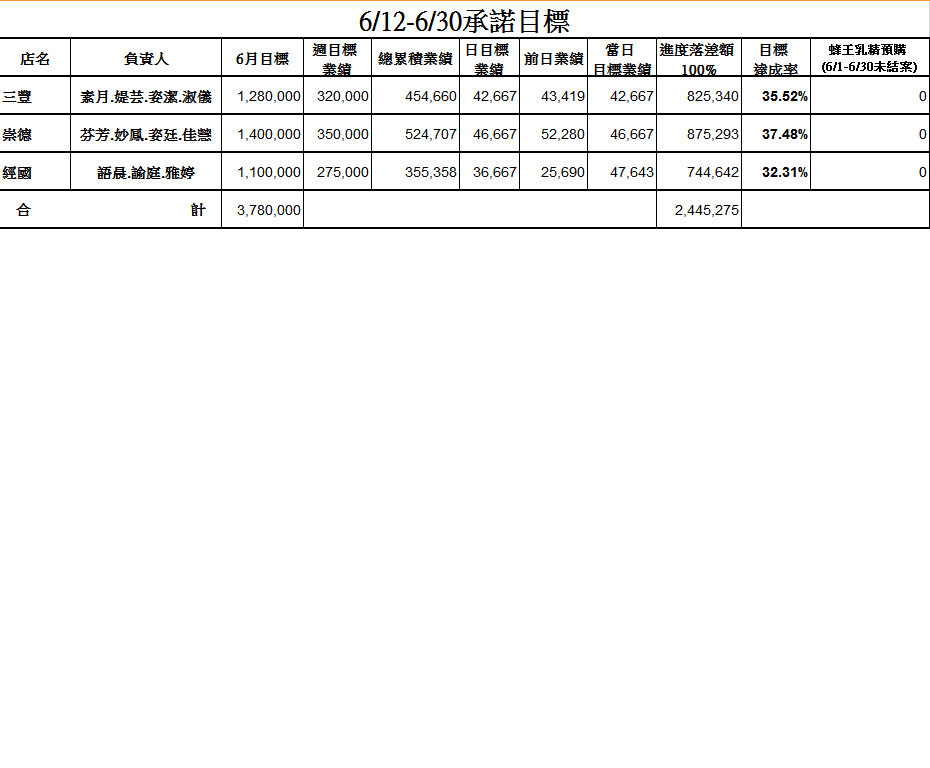 6/12-6/30承諾目標
店名 負責人 6月目標 週目標業績 總累積業績 日目標業績 前日業績 當日目標業績 進度落差額100% 目標達成率 蜂王乳精預購(6/1-6/30未結案)
三豐 素月.媞芸.姿潔.淑儀 1,280,000 320,000 454,660 42,667 43,419 42,667 825,340 35.52% 0
崇德 芬芳.妙鳳.姿廷.佳慧 1,400,000 350,000 524,707 46,667 52,280 46,667 875,293 37.48% 0
經國 語晨.諭庭.雅婷 1,100,000 275,000 355,358 36,667 25,690 47,643 744,642 32.31% 0
合 計 3,780,000 2,445,275